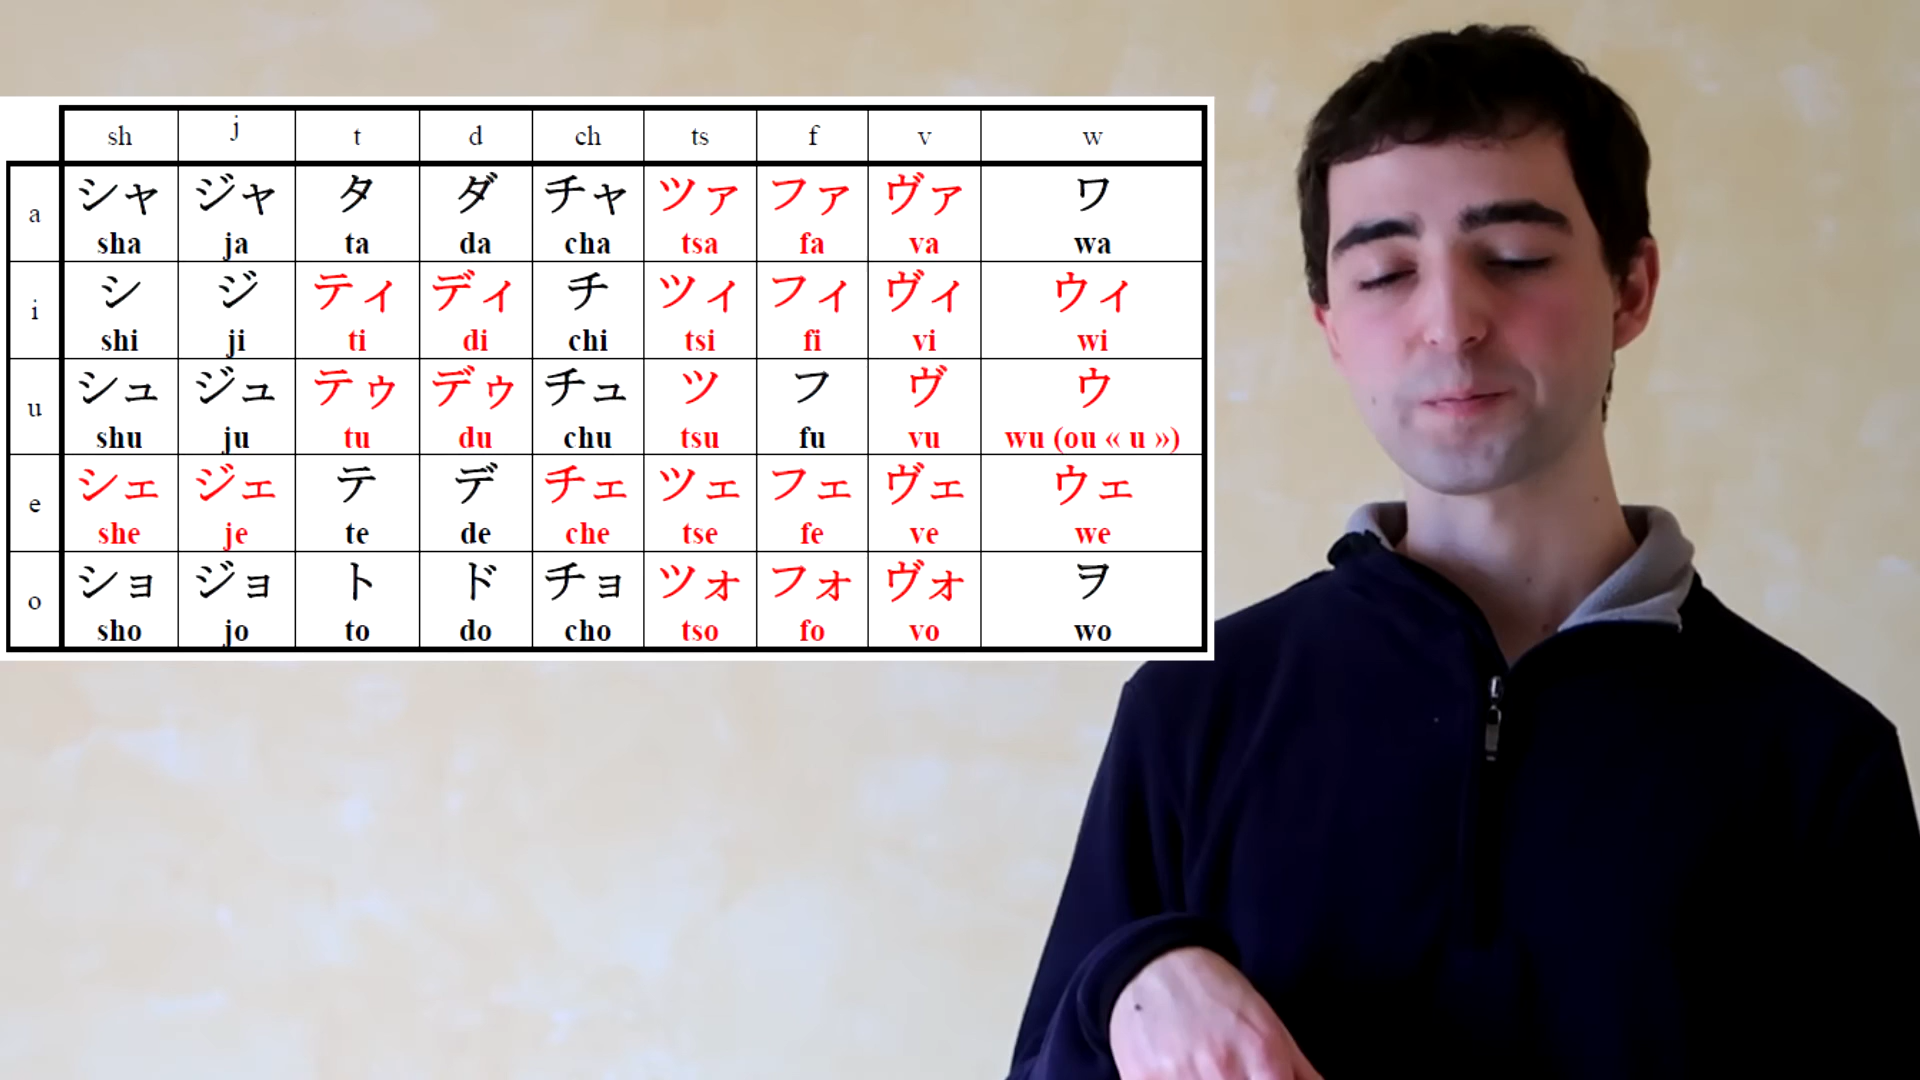 sh j t d ch ts f v w
a シャ ジャ タ ダ チャ ツァ ファ ヴァ ワ
sha ja ta da cha tsa fa va wa
i シ ジ ティ ディ チ ツィ フィ ヴィ ウィ
shi ji ti di chi tsi fi vi wi
u シュ ジュ テゥ デゥ チュ ツ フ ヴ ウ
shu ju tu du chu tsu fu vu wu (ou « u »)
e シェ ジェ テ デ チェ ツェ フェ ヴェ ウェ
she je te de che tse fe ve we
o ショ ジョ ト ド チョ ツォ フォ ヴォ ヲ
sho jo to do cho tso fo vo wo